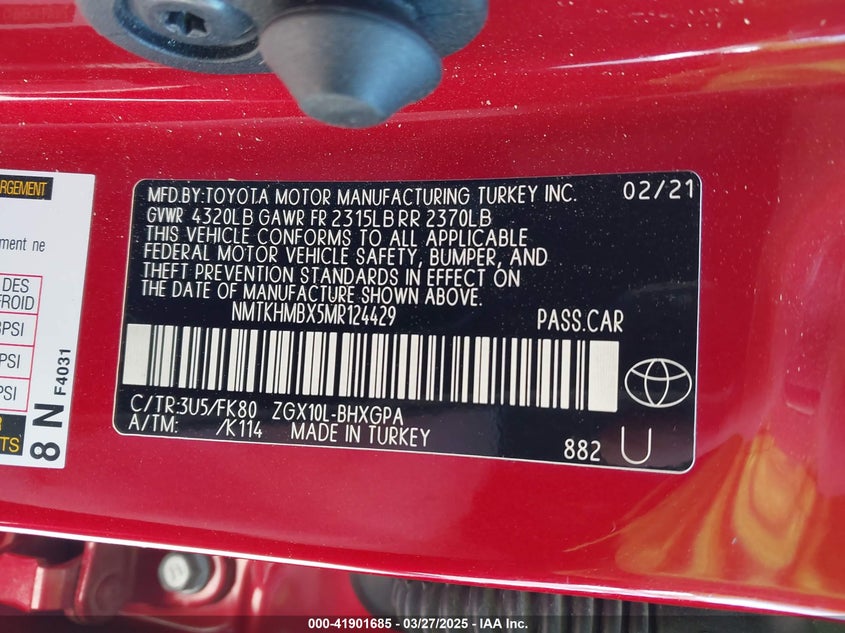 MFD.BY:TOYOTA MOTOR MANUFACTURING TURKEY INC. 02/21
GVWR 4320LB GAWR FR 2315LB RR 2370LB
THIS VEHICLE CONFORMS TO ALL APPLICABLE
FEDERAL MOTOR VEHICLE SAFETY, BUMPER, AND
THEFT PREVENTION STANDARDS IN EFFECT ON
THE DATE OF MANUFACTURE SHOWN ABOVE.
NMTKHMBX5MR124429 PASS.CAR
C/TR:3U5/FK80 ZGX10L-BHXGPA
A/TM: /K114 MADE IN TURKEY
882 U
RGEMENT
ment ne
DES
FROID
PSI
PSI
PSI
TS
8 N F4031
000-41901685 — 03/27/2025 — IAA Inc.